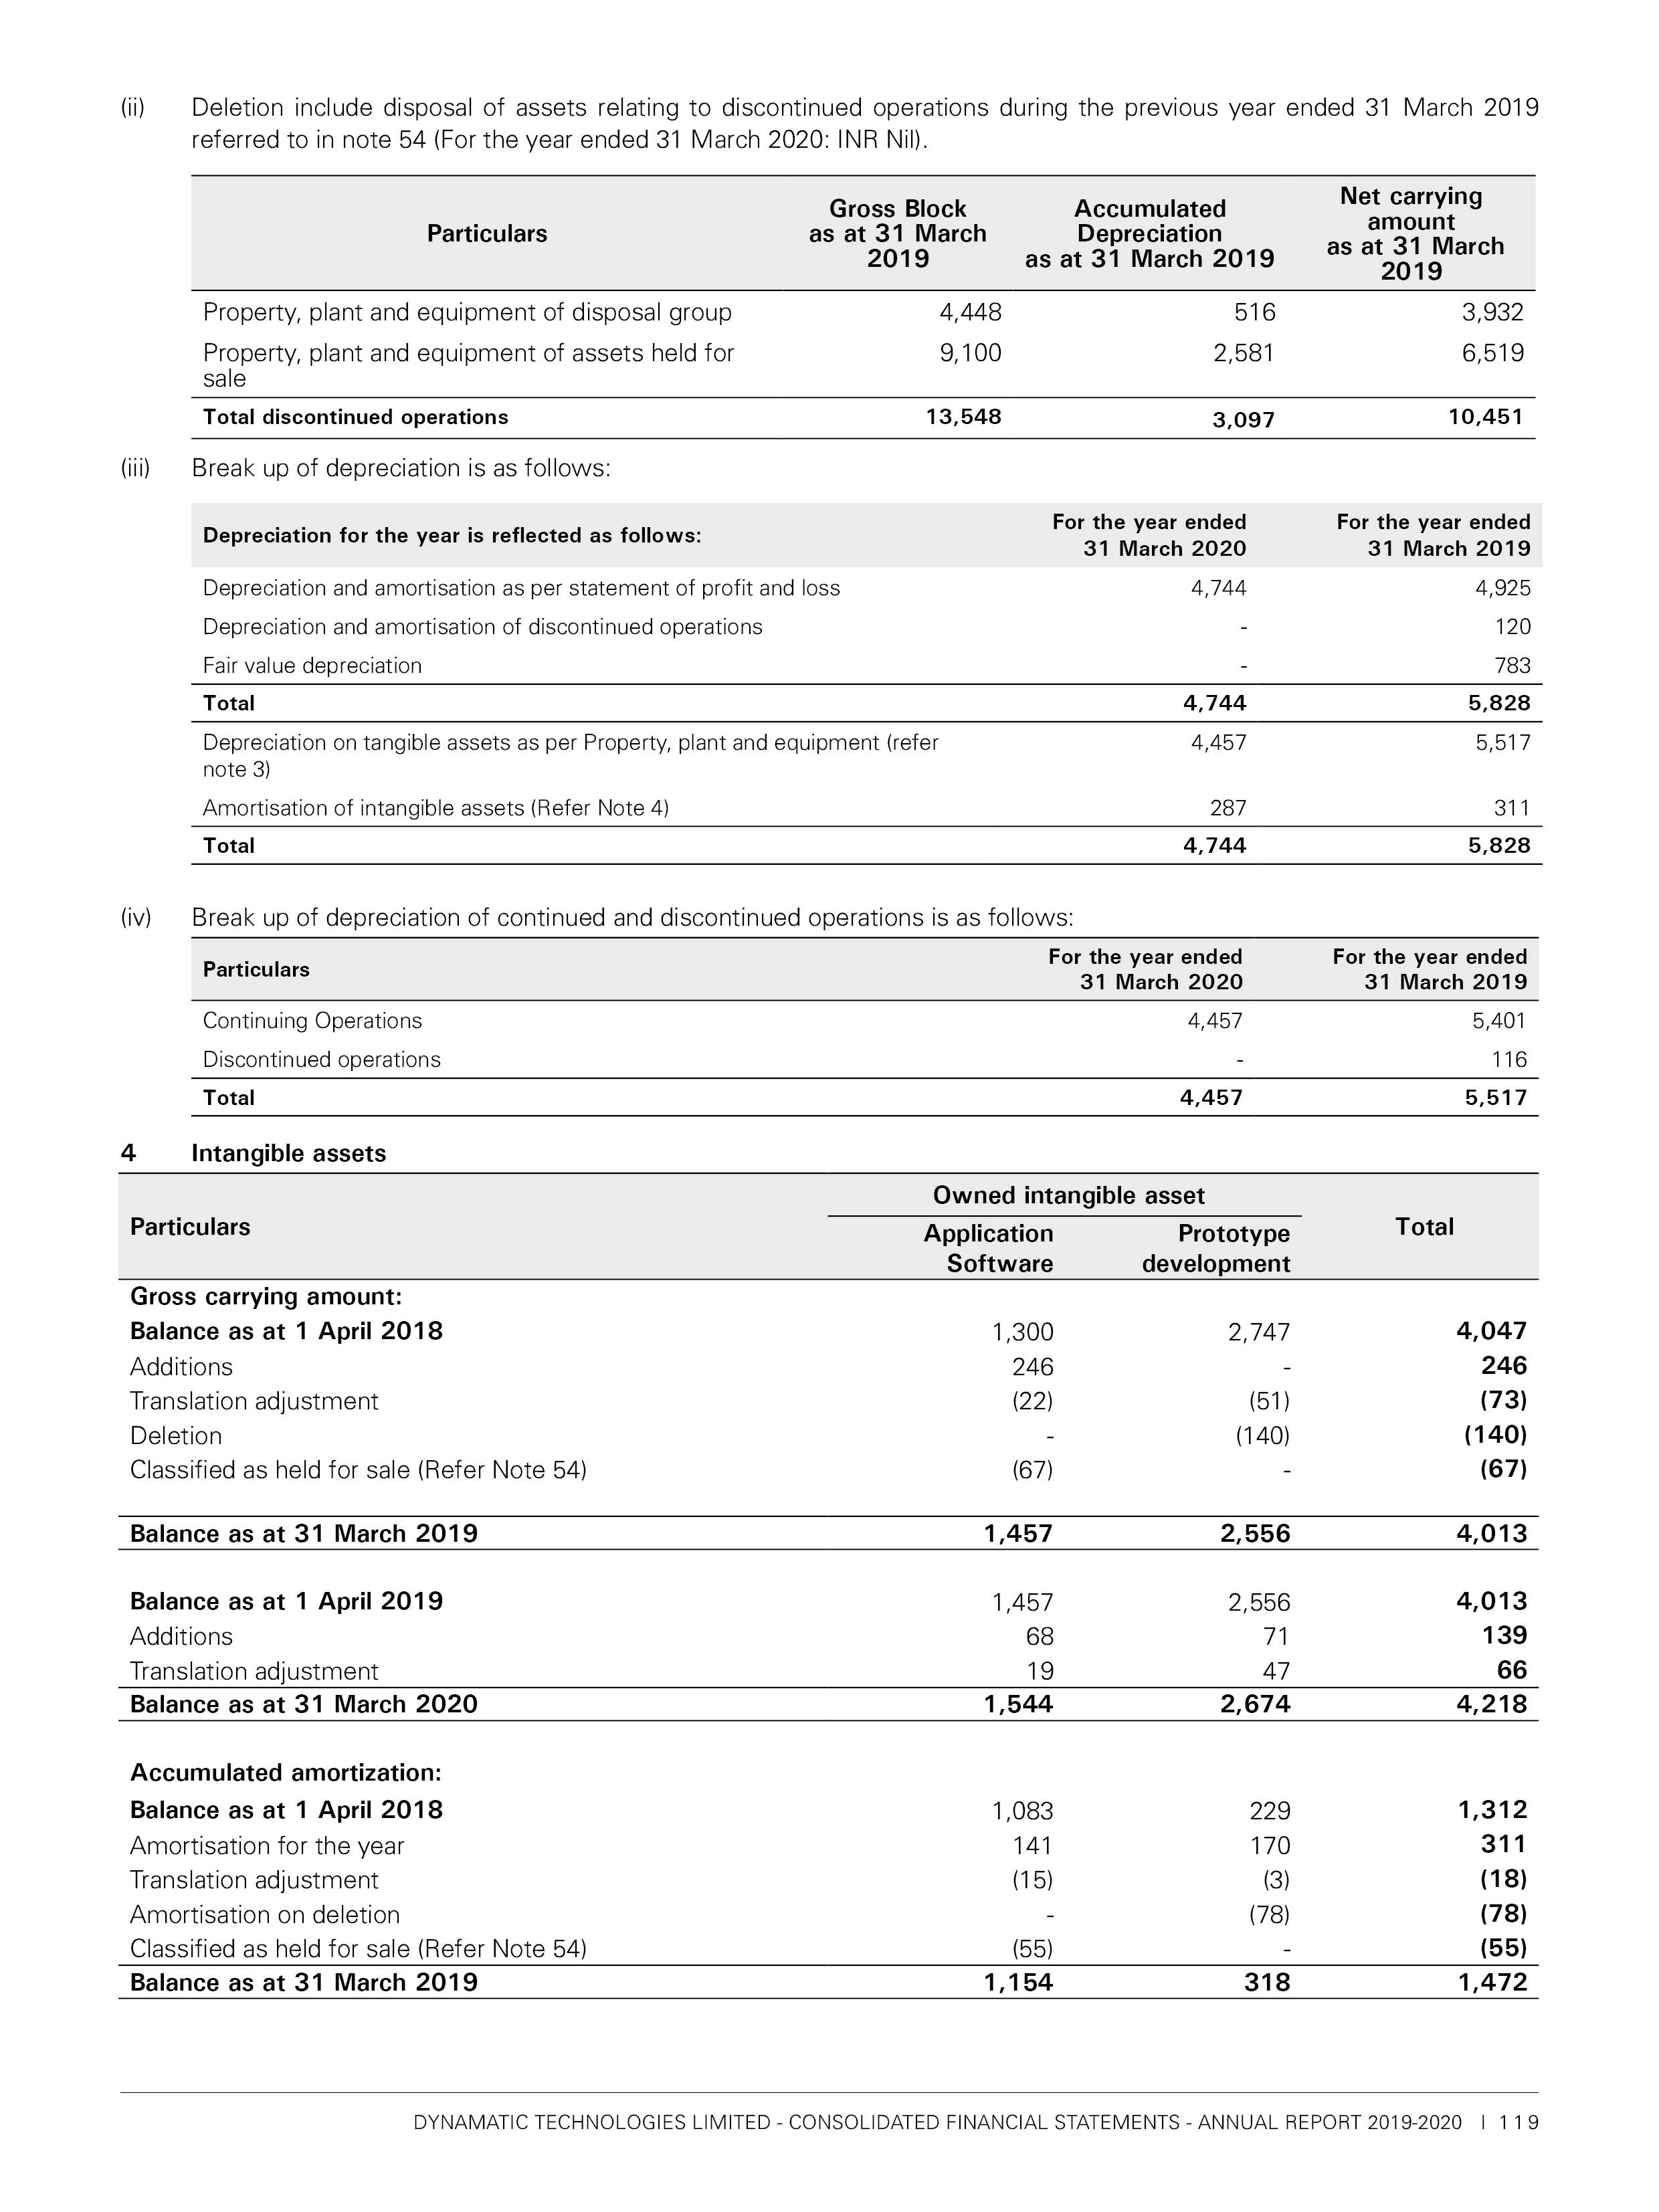 (ii) Deletion include disposal of assets relating to discontinued operations during the previous year ended 31 March 2019
referred to in note 54 (For the year ended 31 March 2020: INR Nil).
Particulars Gross Block as at 31 March 2019 Accumulated Depreciation as at 31 March 2019 Net carrying amount as at 31 March 2019
Property, plant and equipment of disposal group 4,448 516 3,932
Property, plant and equipment of assets held for 9,100 2,581 6,519
sale
Total discontinued operations 13,548 3,097 10,451
(iii) Break up of depreciation is as follows:
Depreciation for the year is reflected as follows: For the year ended 31 March 2020 For the year ended 31 March 2019
Depreciation and amortisation as per statement of profit and loss 4,744 4,925
Depreciation and amortisation of discontinued operations - 120
Fair value depreciation - 783
Total 4,744 5,828
Depreciation on tangible assets as per Property, plant and equipment (refer 4,457 5,517
note 3)
Amortisation of intangible assets (Refer Note 4) 287 311
Total 4,744 5,828
(iv) Break up of depreciation of continued and discontinued operations is as follows:
Particulars For the year ended 31 March 2020 For the year ended 31 March 2019
Continuing Operations 4,457 5,401
Discontinued operations - 116
Total 4,457 5,517
4 Intangible assets
Particulars Owned intangible asset Total
Application Software Prototype development
Gross carrying amount:
Balance as at 1 April 2018 1,300 2,747 4,047
Additions 246 - 246
Translation adjustment (22) (51) (73)
Deletion - (140) (140)
Classified as held for sale (Refer Note 54) (67) - (67)
Balance as at 31 March 2019 1,457 2,556 4,013
Balance as at 1 April 2019 1,457 2,556 4,013
Additions 68 71 139
Translation adjustment 19 47 66
Balance as at 31 March 2020 1,544 2,674 4,218
Accumulated amortization:
Balance as at 1 April 2018 1,083 229 1,312
Amortisation for the year 141 170 311
Translation adjustment (15) (3) (18)
Amortisation on deletion - (78) (78)
Classified as held for sale (Refer Note 54) (55) - (55)
Balance as at 31 March 2019 1,154 318 1,472
DYNAMATIC TECHNOLOGIES LIMITED - CONSOLIDATED FINANCIAL STATEMENTS - ANNUAL REPORT 2019-2020 | 119